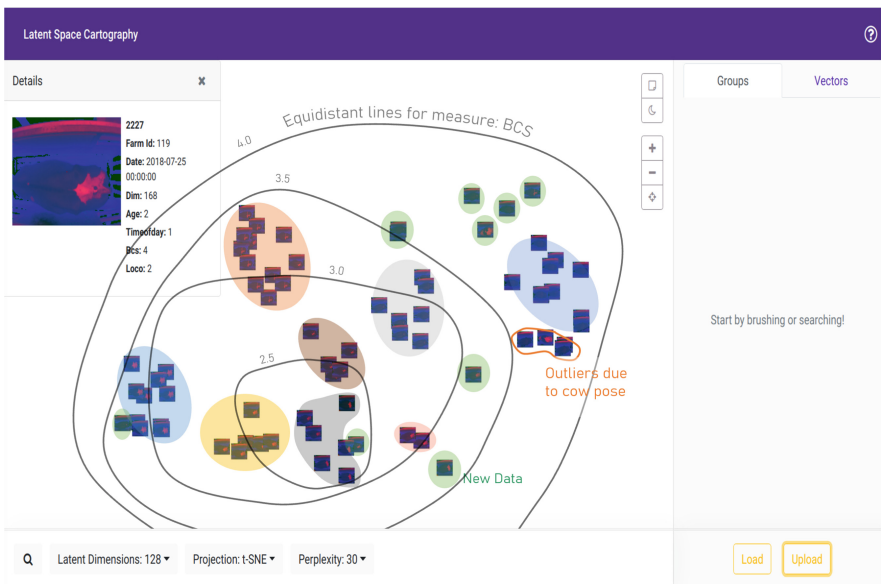 Latent Space Cartography
?
Details
×
2227
Farm Id: 119
Date: 2018-07-25
00:00:00
Dim: 168
Age: 2
Timeofday: 1
Bcs: 4
Loco: 2
Equidistant lines for measure: BCS
4.0
3.5
3.0
2.5
Outliers due
to cow pose
New Data
Groups
Vectors
Start by brushing or searching!
Latent Dimensions: 128
Projection: t-SNE
Perplexity: 30
Load
Upload